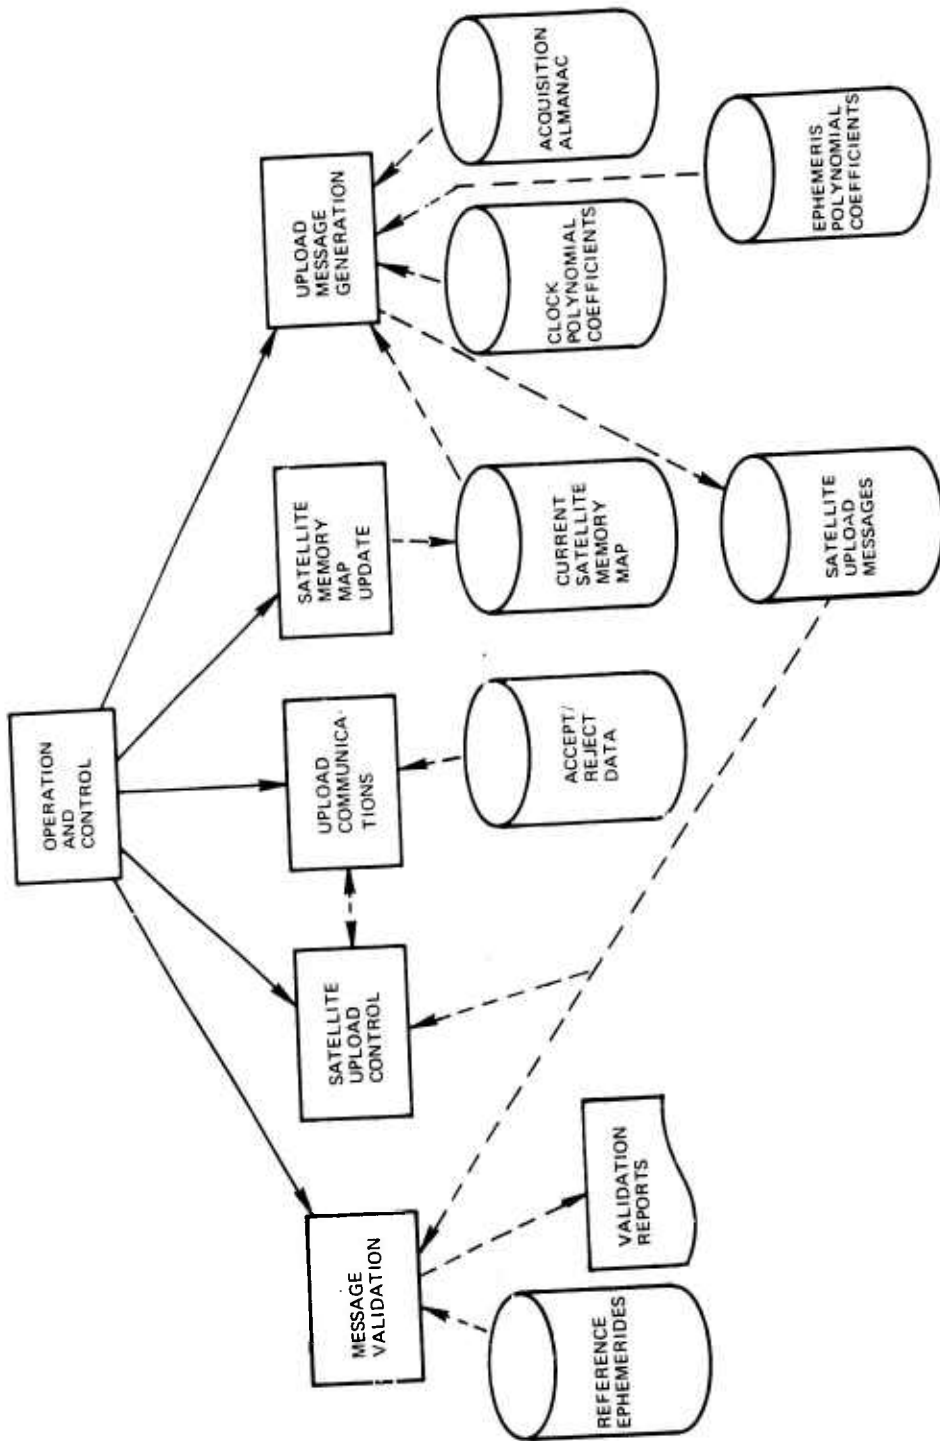 OPERATION
AND
CONTROL
MESSAGE
VALIDATION
SATELLITE
UPLOAD
CONTROL
UPLOAD
COMMUNICA-
TIONS
SATELLITE
MEMORY
MAP
UPDATE
UPLOAD
MESSAGE
GENERATION
REFERENCE
EPHEMERIDES
VALIDATION
REPORTS
ACCEPT/
REJECT
DATA
CURRENT
SATELLITE
MEMORY
MAP
CLOCK
POLYNOMIAL
COEFFICIENTS
ACQUISITION
ALMANAC
SATELLITE
UPLOAD
MESSAGES
EPHEMERIS
POLYNOMIAL
COEFFICIENTS